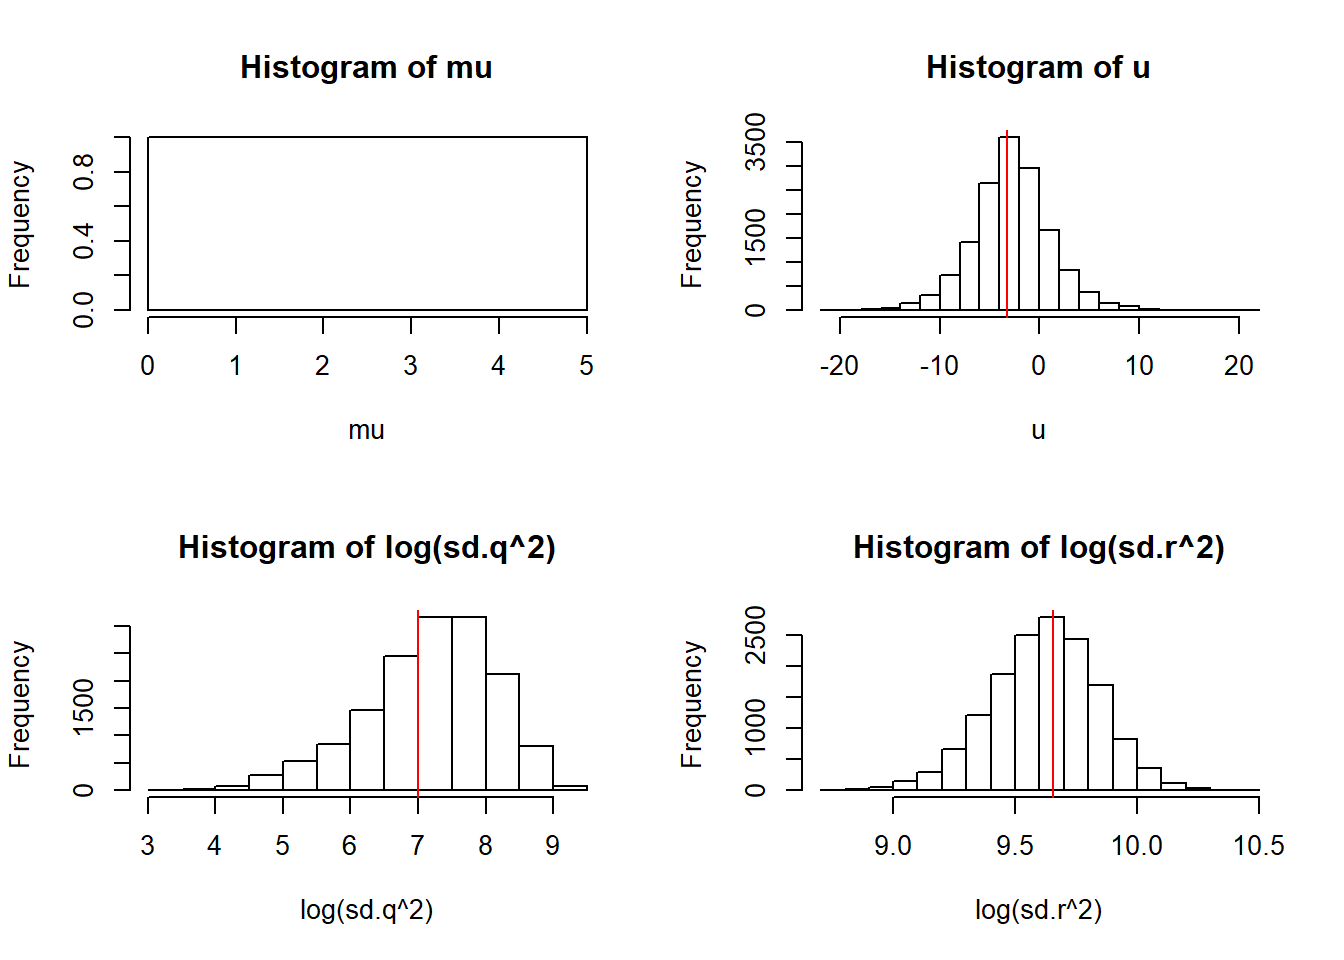 Histogram of mu
Frequency
0.0 0.4 0.8
0 1 2 3 4 5
mu
Histogram of u
Frequency
0 1500 3500
-20 -10 0 10 20
u
Histogram of log(sd.q^2)
Frequency
0 1500
3 4 5 6 7 8 9
log(sd.q^2)
Histogram of log(sd.r^2)
Frequency
0 1000 2500
9.0 9.5 10.0 10.5
log(sd.r^2)